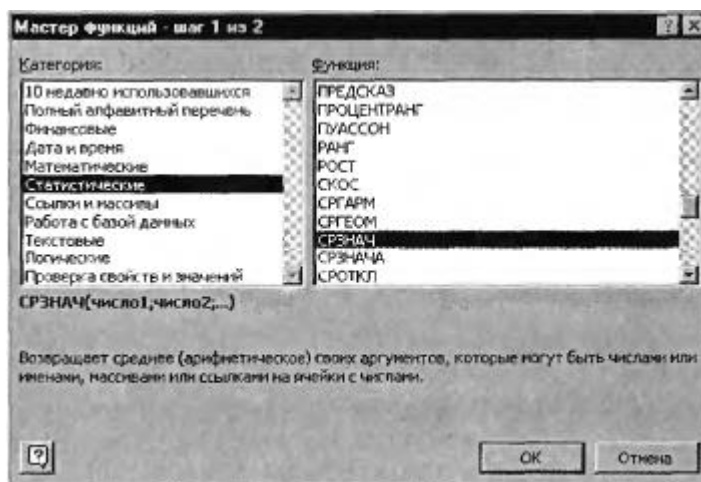 Мастер функций - шаг 1 из 2
Категория:
10 недавно использовавшихся
Полный алфавитный перечень
Финансовые
Дата и время
Математические
Статистические
Ссылки и массивы
Работа с базой данных
Текстовые
Логические
Проверка свойств и значений
Функция:
ПРЕДСКАЗ
ПРОЦЕНТРАНГ
ПУАССОН
РАНГ
РОСТ
СКОС
СРГАРМ
СРГЕОМ
СРЗНАЧ
СРЗНАЧА
СРОТКЛ
СРЗНАЧ(число1,число2;...)
Возвращает среднее (арифметическое) своих аргументов, которые могут быть числами или
именами, массивами или ссылками на ячейки с числами.
ОК
Отмена